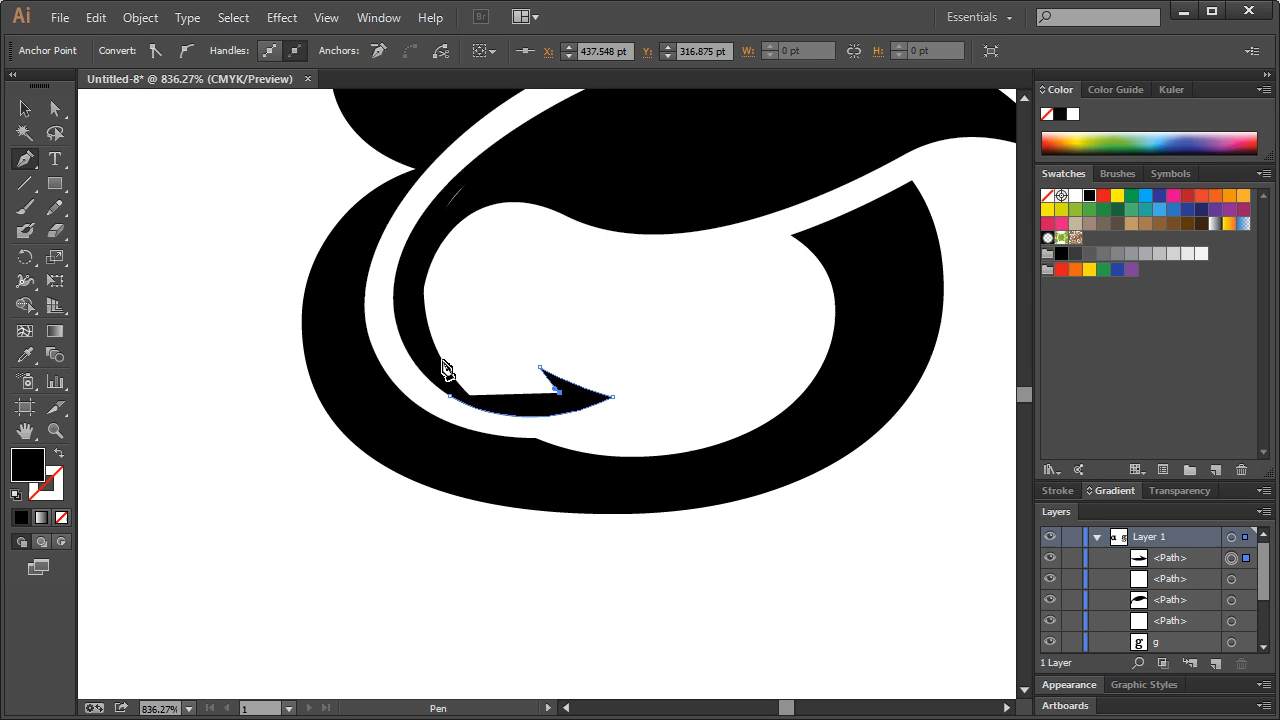 Ai File Edit Object Type Select Effect View Window Help Br Essentials
Anchor Point Convert: Handles: Anchors: X: 437.548 pt Y: 316.875 pt W: 0 pt H: 0 pt
Untitled-8* @ 836.27% (CMYK/Preview)
Color Color Guide Kuler
Swatches Brushes Symbols
Stroke Gradient Transparency
Layers
Layer 1
<Path>
<Path>
<Path>
<Path>
g
1 Layer
Appearance Graphic Styles
Artboards
836.27% 1 Pen